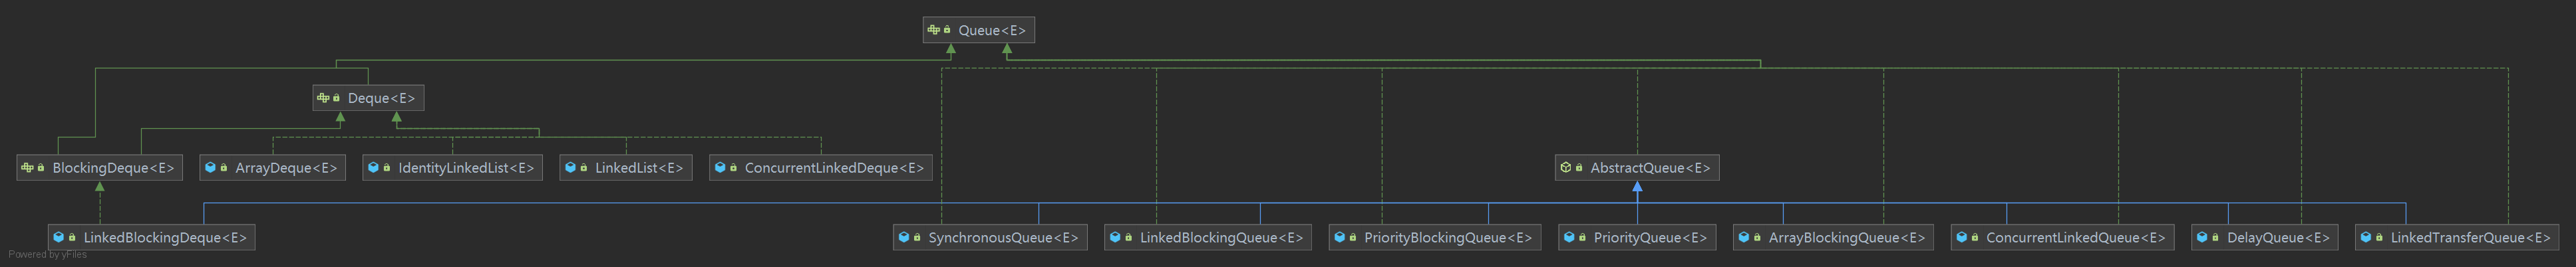 Queue<E>
Deque<E>
BlockingDeque<E>
ArrayDeque<E>
IdentityLinkedList<E>
LinkedList<E>
ConcurrentLinkedDeque<E>
AbstractQueue<E>
LinkedBlockingDeque<E>
SynchronousQueue<E>
LinkedBlockingQueue<E>
PriorityBlockingQueue<E>
PriorityQueue<E>
ArrayBlockingQueue<E>
ConcurrentLinkedQueue<E>
DelayQueue<E>
LinkedTransferQueue<E>
Powered by yFiles